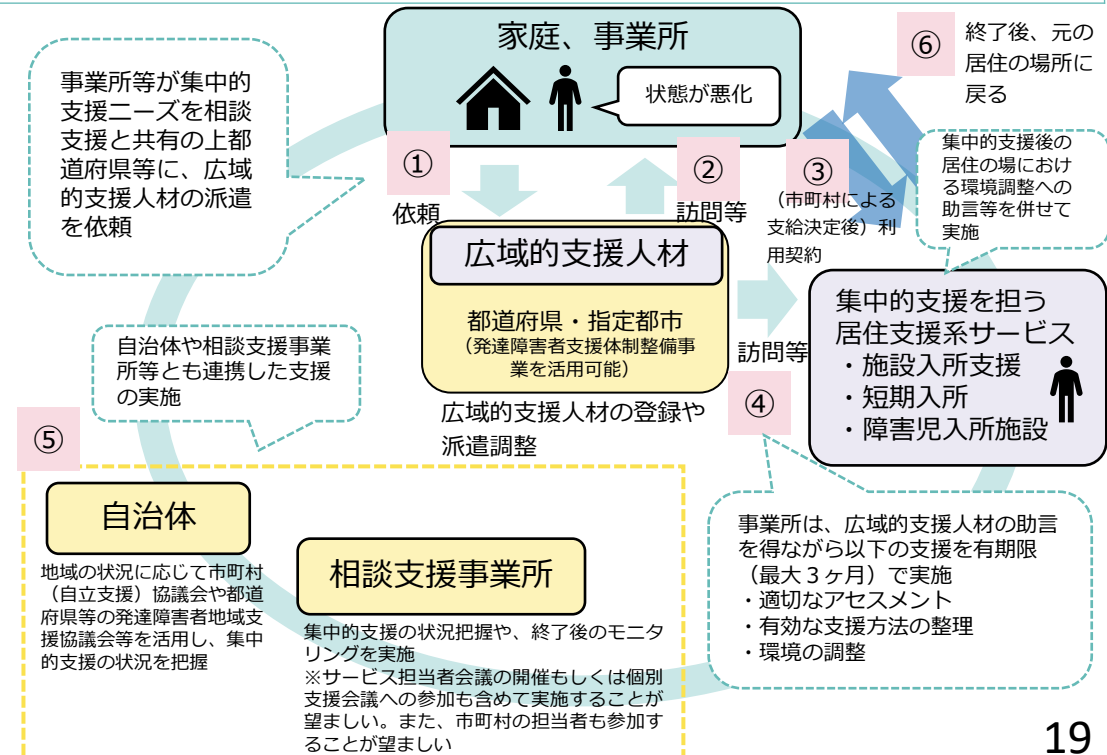 家庭、事業所
状態が悪化
⑥
終了後、元の
居住の場所に
戻る
事業所等が集中的
支援ニーズを相談
支援と共有の上都
道府県等に、広域
的支援人材の派遣
を依頼
①
依頼
②
訪問等
③
（市町村による
支給決定後）利
用契約
集中的支援後の
居住の場におけ
る環境調整への
助言等を併せて
実施
広域的支援人材
都道府県・指定都市
（発達障害者支援体制整備事
業を活用可能）
広域的支援人材の登録や
派遣調整
訪問等
集中的支援を担う
居住支援系サービス
・施設入所支援
・短期入所
・障害児入所施設
④
事業所は、広域的支援人材の助言
を得ながら以下の支援を有期限
（最大３ヶ月）で実施
・適切なアセスメント
・有効な支援方法の整理
・環境の調整
自治体や相談支援事業
所等とも連携した支援
の実施
⑤
自治体
地域の状況に応じて市町村
（自立支援）協議会や都道
府県等の発達障害者地域支
援協議会等を活用し、集中
的支援の状況を把握
相談支援事業所
集中的支援の状況把握や、終了後のモニタ
リングを実施
※サービス担当者会議の開催もしくは個別
支援会議への参加も含めて実施することが
望ましい。また、市町村の担当者も参加す
ることが望ましい
19